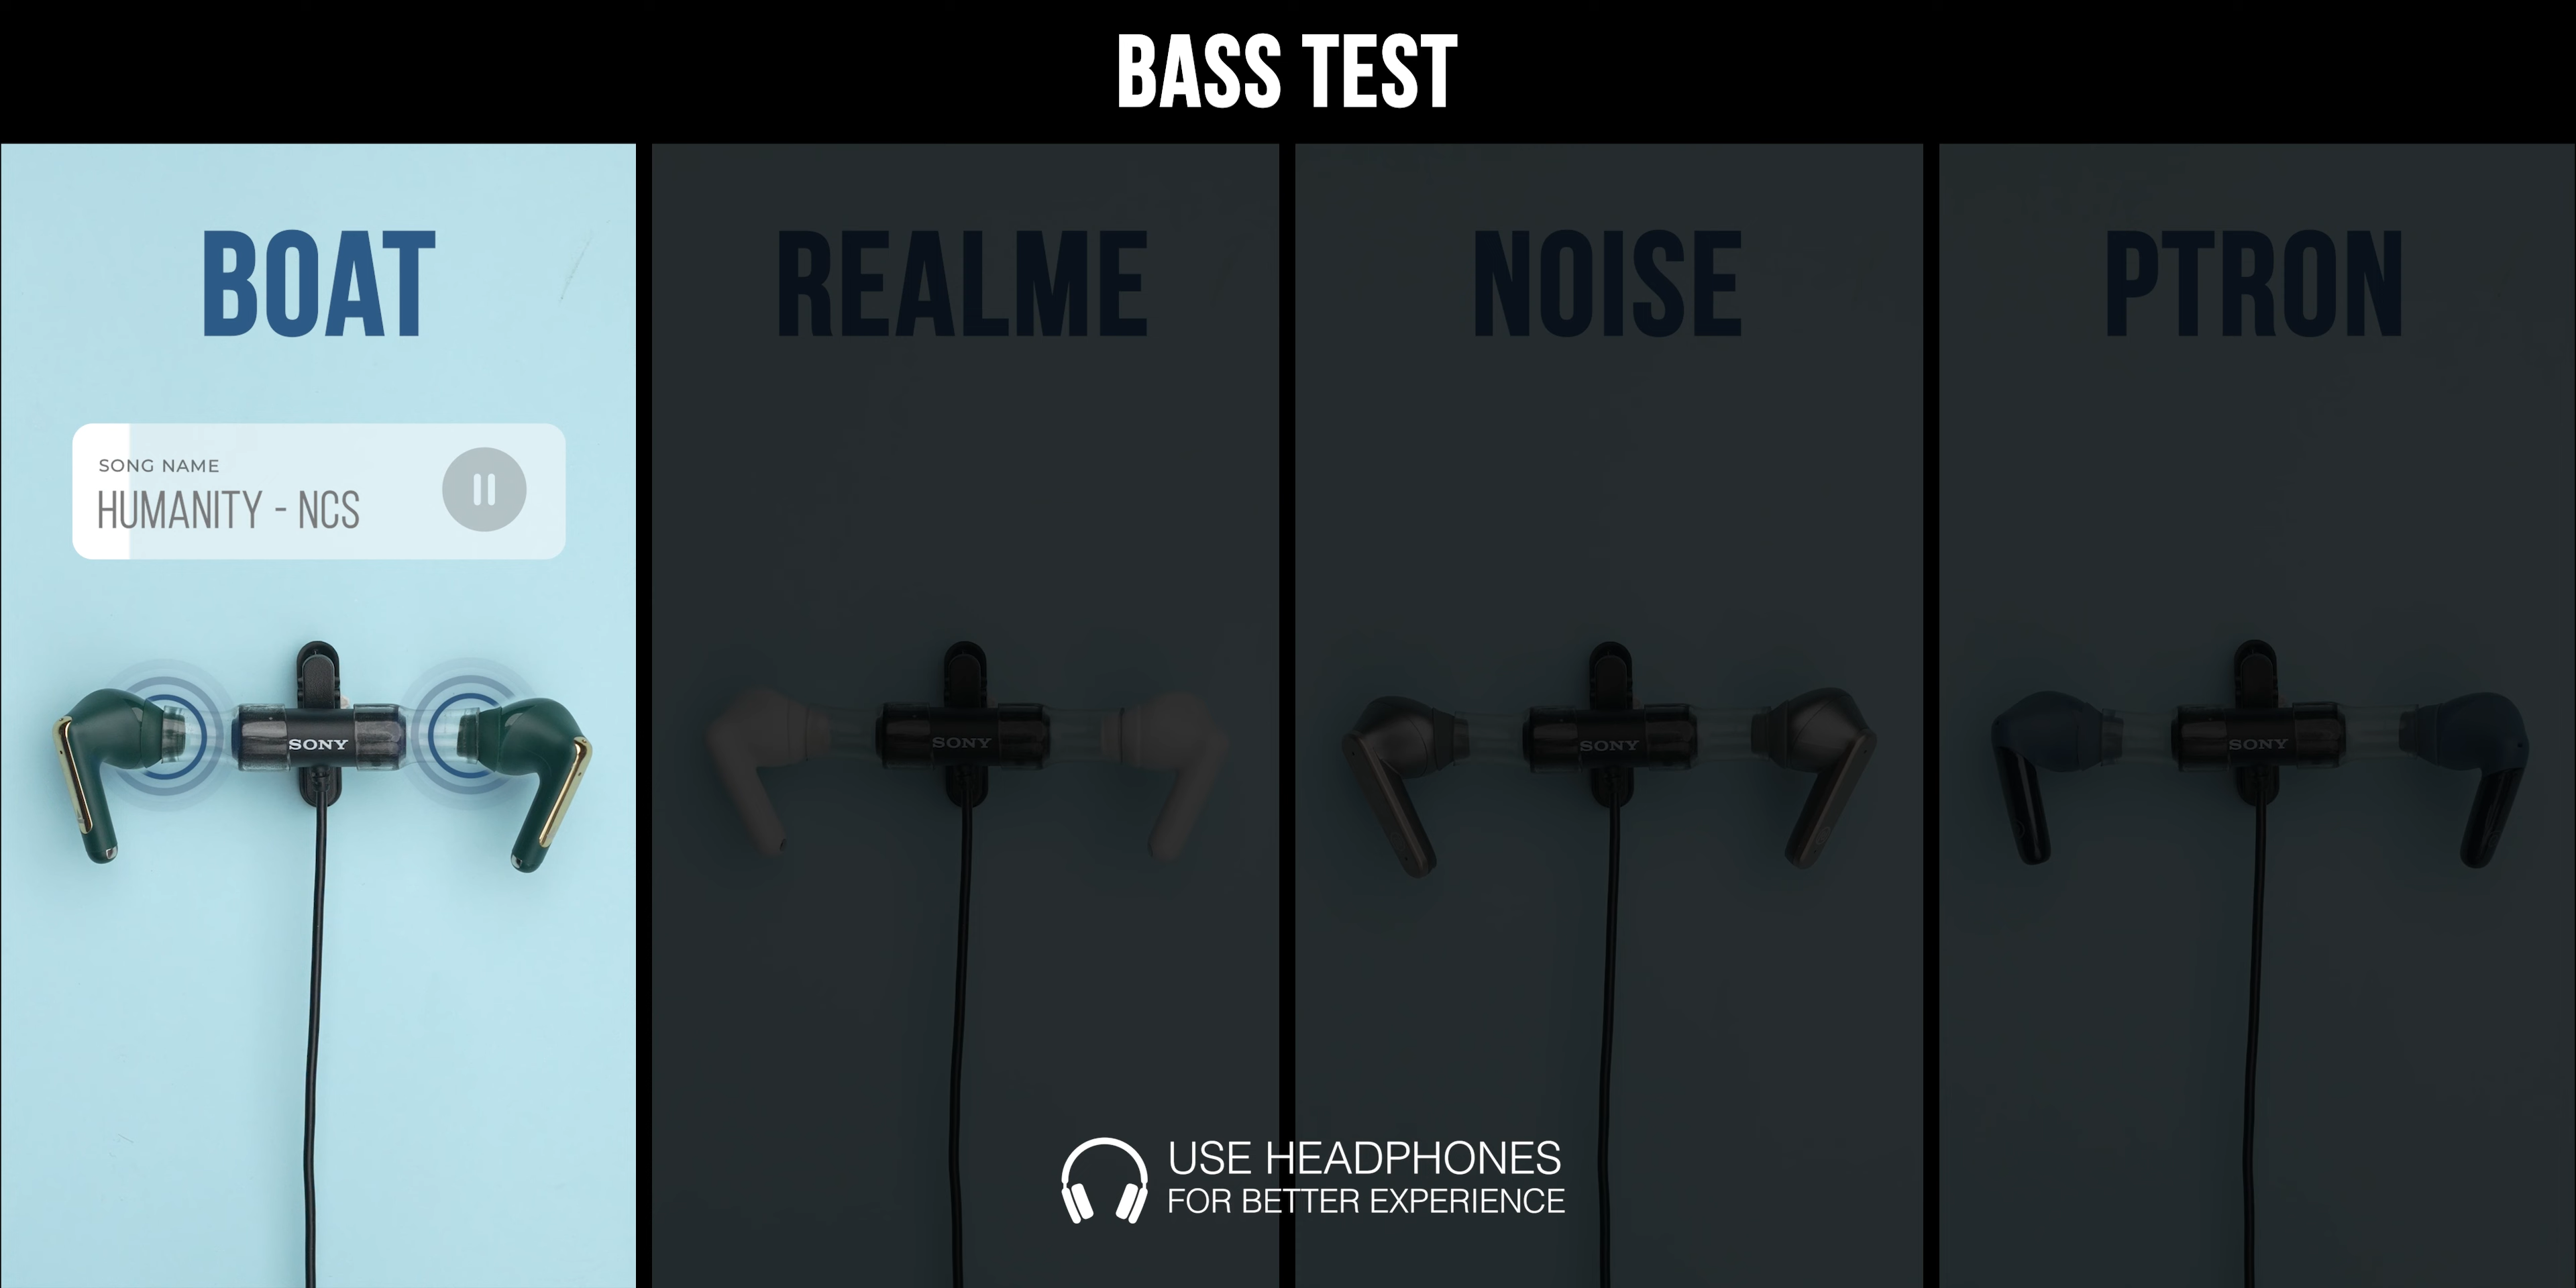 BASS TEST
BOAT
REALME
NOISE
PTRON
SONG NAME
HUMANITY - NCS
SONY
SONY
SONY
SONY
USE HEADPHONES
FOR BETTER EXPERIENCE